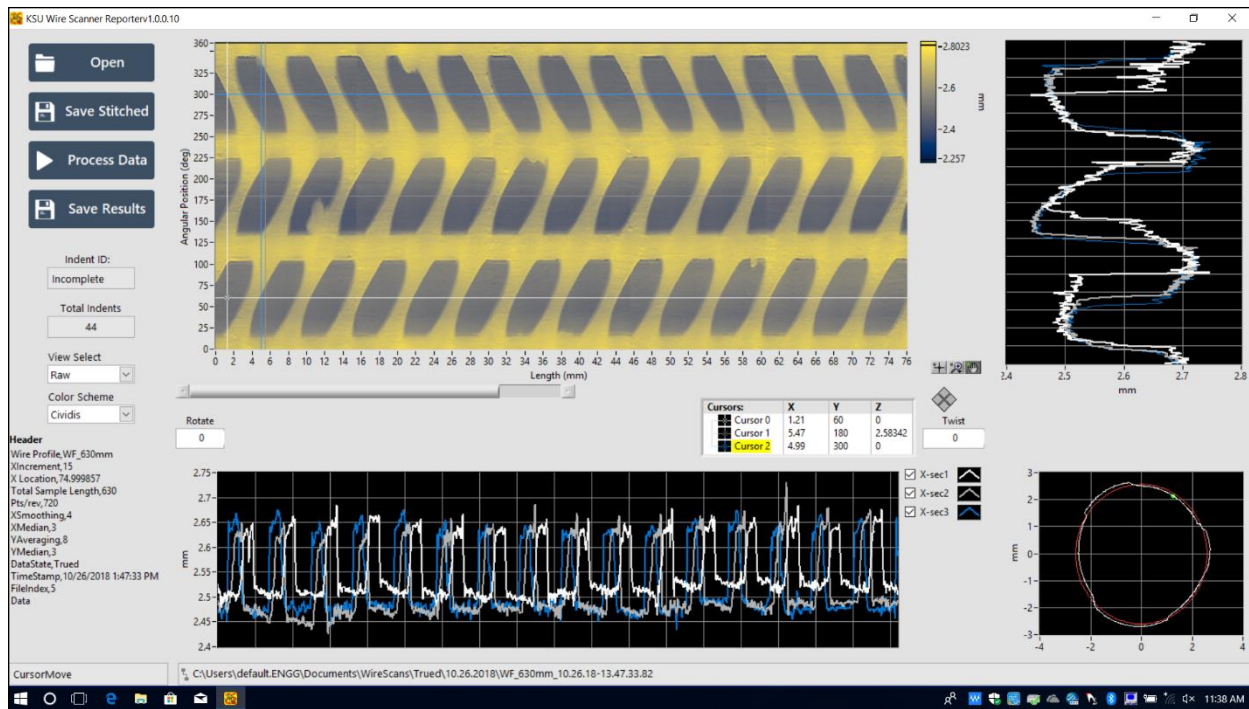 KSU Wire Scanner Reporterv1.0.0.10
Open
Save Stitched
Process Data
Save Results
Indent ID:
Incomplete
Total Indents
44
View Select
Raw
Color Scheme
Cividis
Header
Wire Profile,WF_630mm
XIncrement,15
X Location,74.999857
Total Sample Length,630
Pts/rev,720
XSmoothing,4
XMedian,3
YAveraging,8
YMedian,3
DataState,Trued
TimeStamp,10/26/2018 1:47:33 PM
FileIndex,5
Data
Angular Position (deg)
360
325
300
275
250
225
200
175
150
125
100
75
50
25
0
0 2 4 6 8 10 12 14 16 18 20 22 24 26 28 30 32 34 36 38 40 42 44 46 48 50 52 54 56 58 60 62 64 66 68 70 72 74 76
Length (mm)
2.8023
2.6
2.4
2.257
mm
2.4 2.5 2.6 2.7 2.8
mm
Rotate
0
Cursors: X Y Z
Cursor 0 1.21 60 0
Cursor 1 5.47 180 2.58342
Cursor 2 4.99 300 0
Twist
0
mm
2.75
2.7
2.65
2.6
2.55
2.5
2.45
2.4
X-sec1
X-sec2
X-sec3
mm
3
2
1
0
-1
-2
-3
-4 -2 0 2 4
CursorMove
C:\Users\default.ENGG\Documents\WireScans\Trued\10.26.2018\WF_630mm_10.26.18-13.47.33.82
11:38 AM